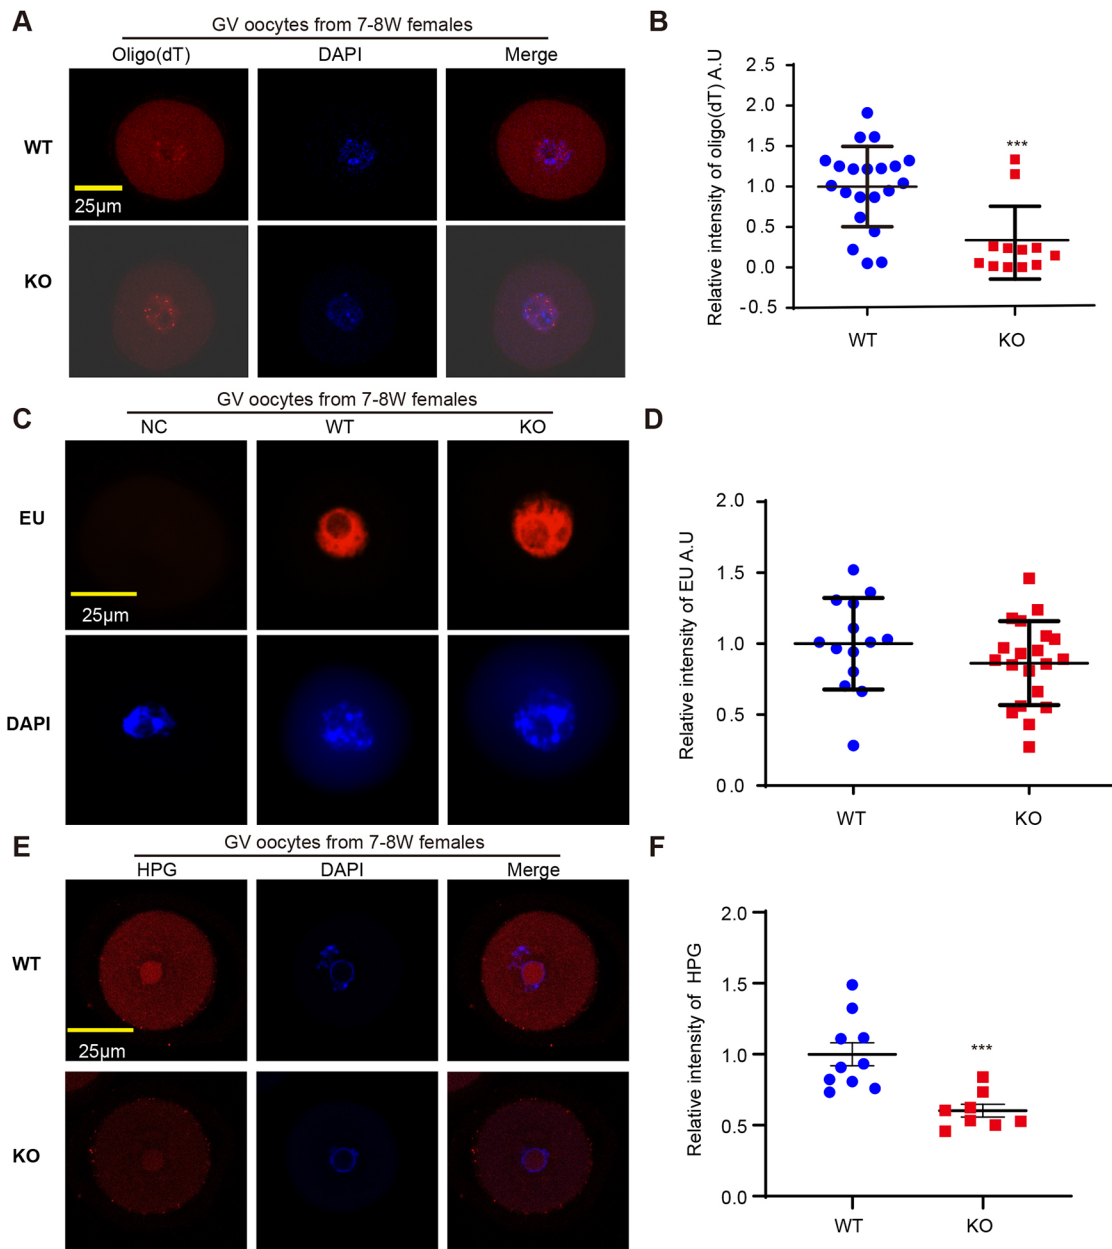 A
GV oocytes from 7-8W females
Oligo(dT) DAPI Merge
WT
25μm
KO
B
Relative intensity of oligo(dT) A.U
2.5
2.0
1.5
1.0
0.5
0.0
-0.5
***
WT KO
C
GV oocytes from 7-8W females
NC WT KO
EU
25μm
DAPI
D
Relative intensity of EU A.U
2.0
1.5
1.0
0.5
0.0
WT KO
E
GV oocytes from 7-8W females
HPG DAPI Merge
WT
25μm
KO
F
Relative intensity of HPG
2.0
1.5
1.0
0.5
0.0
***
WT KO